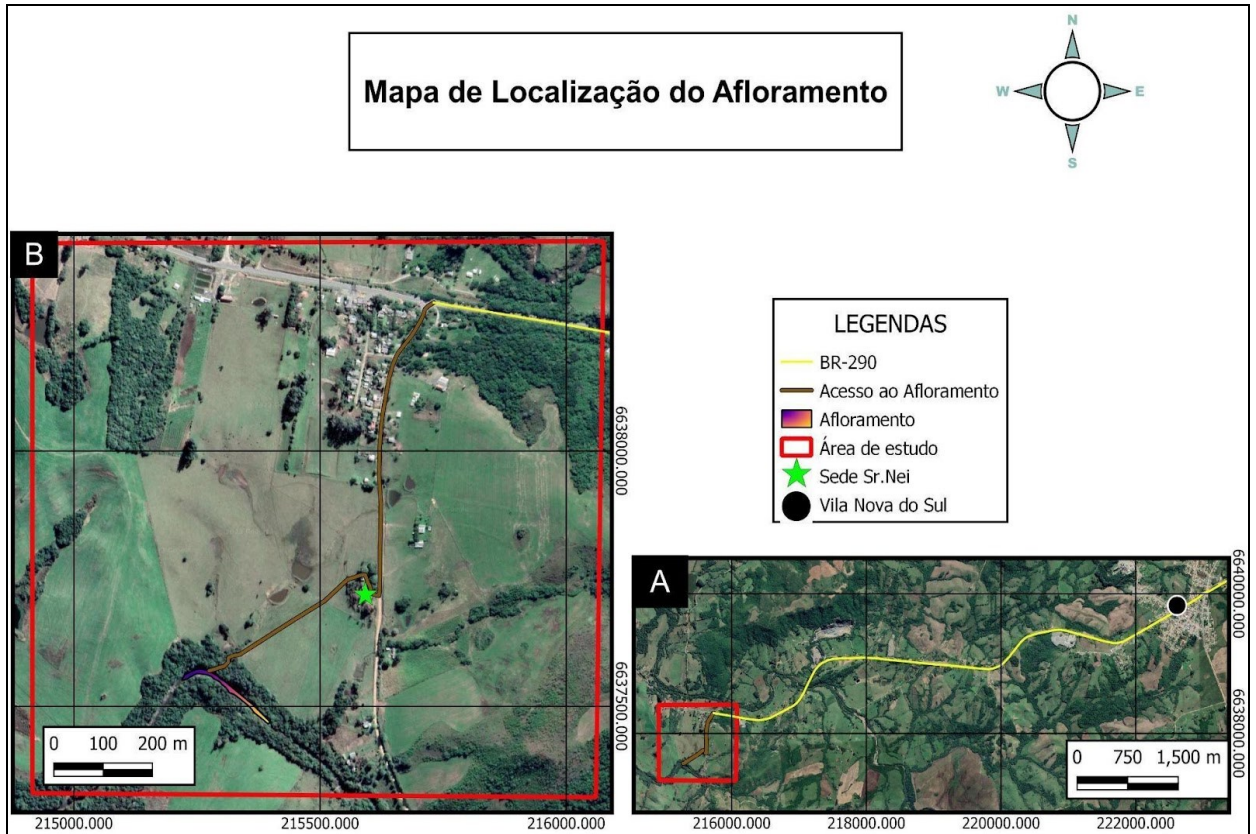 Mapa de Localização do Afloramento
N
W
E
S
B
6638000.000
6637500.000
0 100 200 m
215000.000
215500.000
216000.000
LEGENDAS
BR-290
Acesso ao Afloramento
Afloramento
Área de estudo
Sede Sr.Nei
Vila Nova do Sul
A
6640000.000
6638000.000
0 750 1,500 m
216000.000
218000.000
220000.000
222000.000